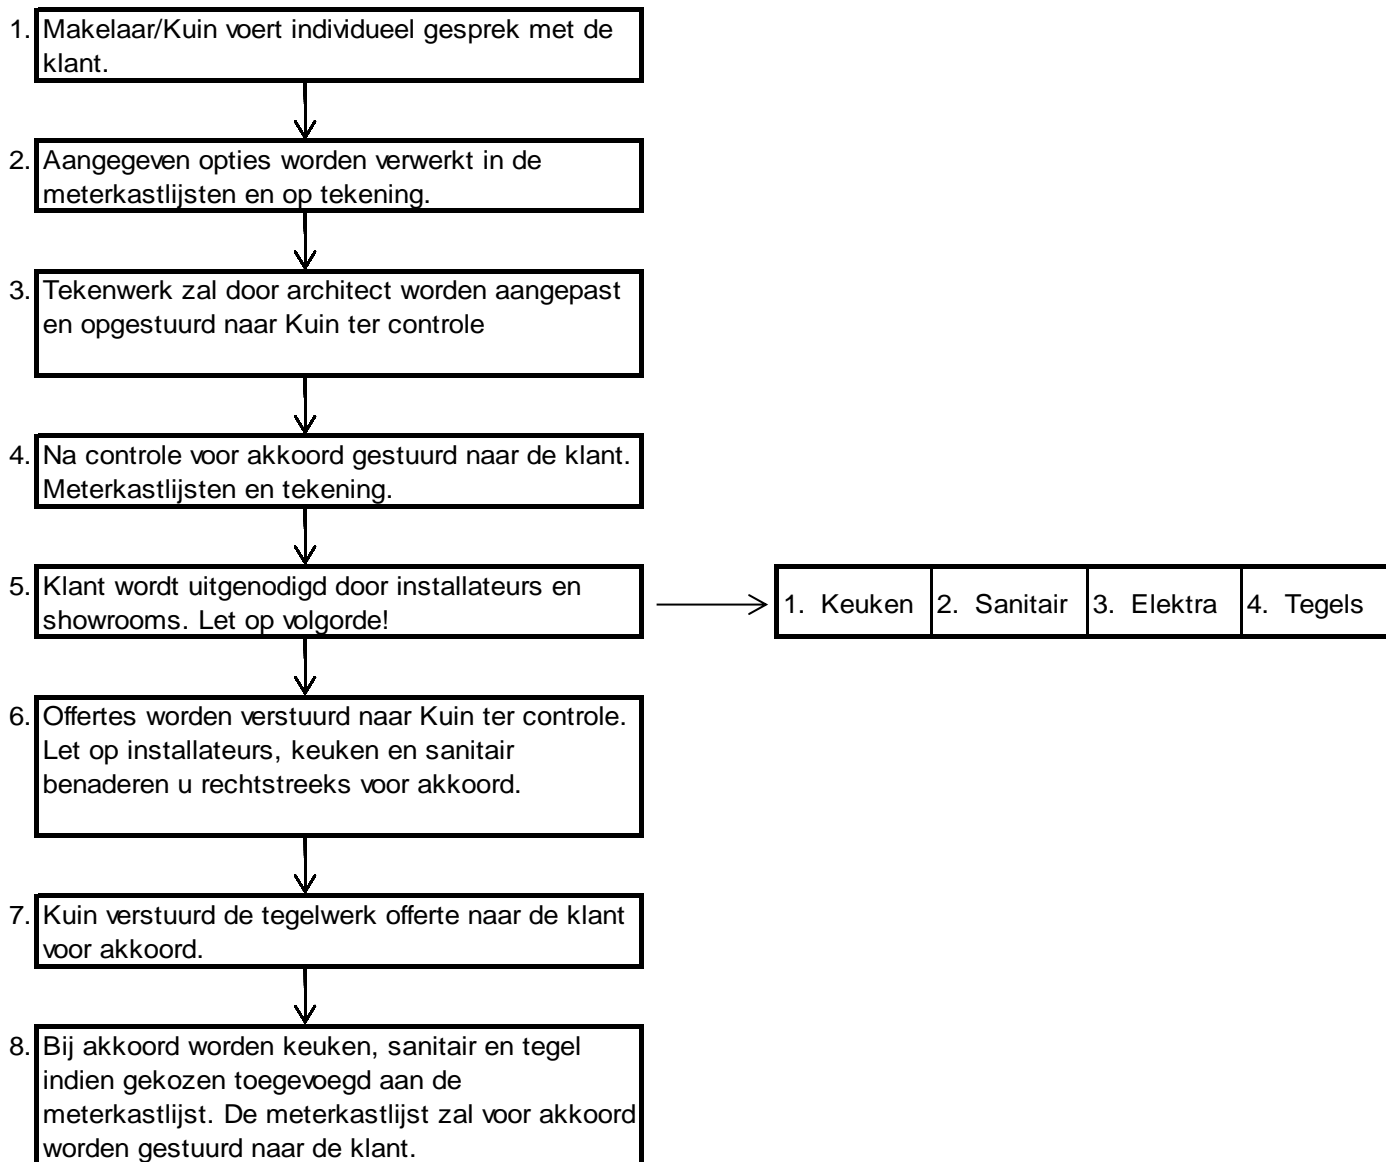 1. Makelaar/Kuin voert individueel gesprek met de
klant.
2. Aangegeven opties worden verwerkt in de
meterkastlijsten en op tekening.
3. Tekenwerk zal door architect worden aangepast
en opgestuurd naar Kuin ter controle
4. Na controle voor akkoord gestuurd naar de klant.
Meterkastlijsten en tekening.
5. Klant wordt uitgenodigd door installateurs en
showrooms. Let op volgorde!
1. Keuken 2. Sanitair 3. Elektra 4. Tegels
6. Offertes worden verstuurd naar Kuin ter controle.
Let op installateurs, keuken en sanitair
benaderen u rechtstreeks voor akkoord.
7. Kuin verstuurd de tegelwerk offerte naar de klant
voor akkoord.
8. Bij akkoord worden keuken, sanitair en tegel
indien gekozen toegevoegd aan de
meterkastlijst. De meterkastlijst zal voor akkoord
worden gestuurd naar de klant.